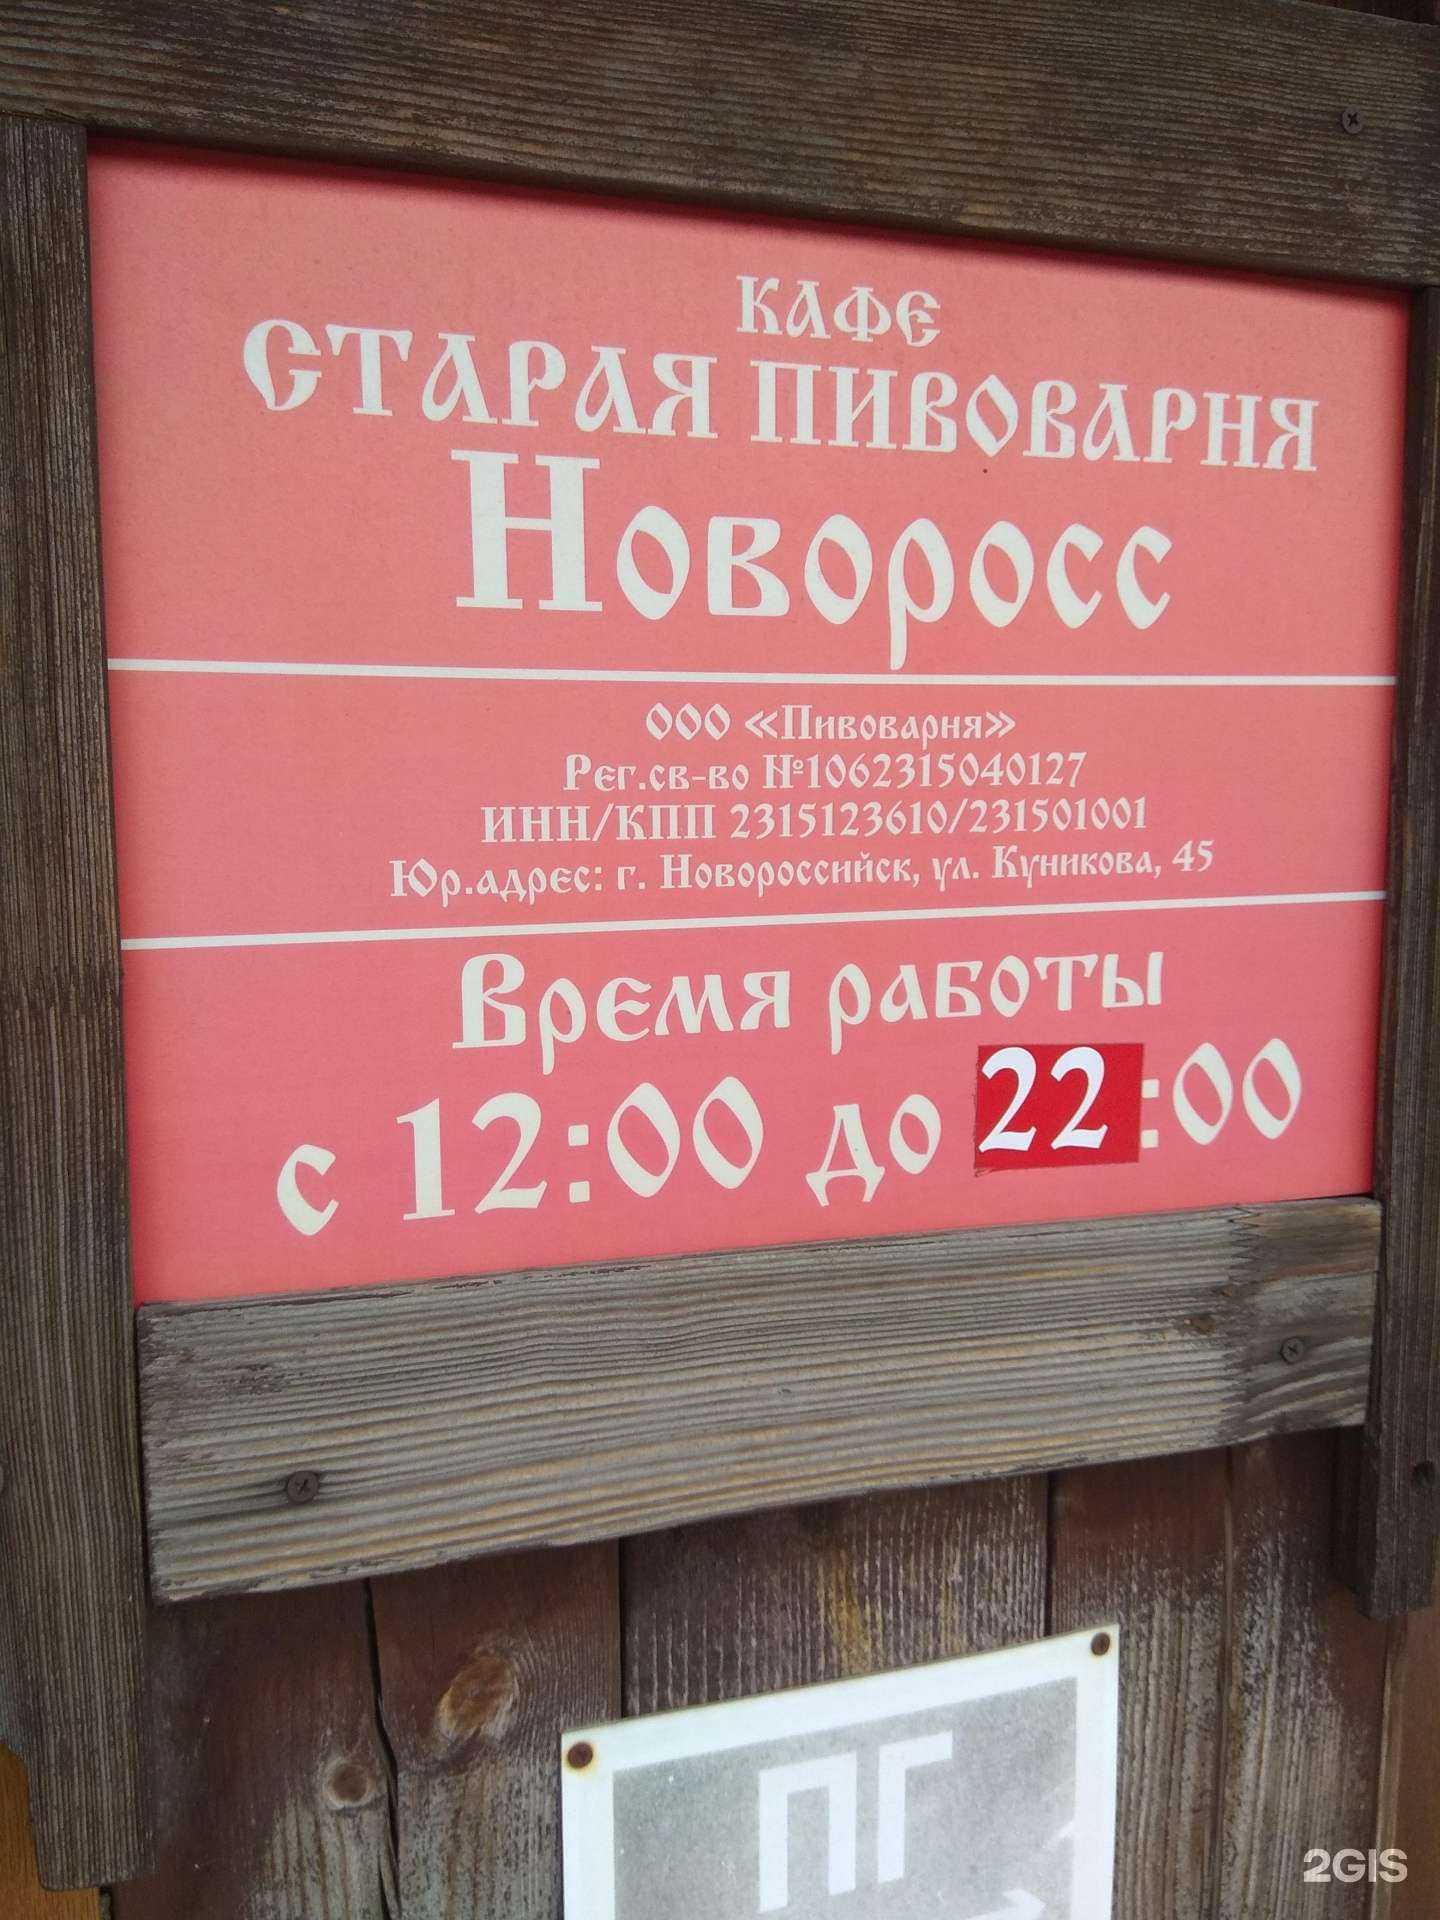 КАФЕ
СТАРАЯ ПИВОВАРНЯ
НОВОРОСС
ООО «Пивоварня»
Рег.св-во №1062315040127
ИНН/КПП 2315123610/231501001
Юр.адрес: г. Новороссийск, ул. Куникова, 45
Время работы
с 12:00 до 22:00
ПГ
2GIS